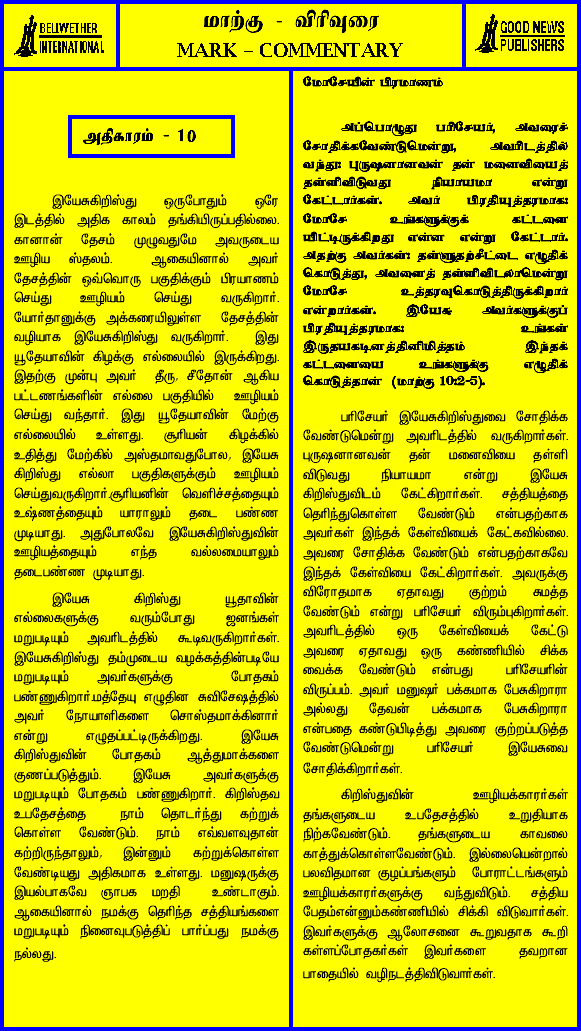 BELWETHER
INTERNATIONAL
மாற்கு - விரிவுரை
MARK – COMMENTARY
GOOD NEWS
PUBLISHERS
அதிகாரம் - 10
இயேசுகிறிஸ்து ஒருபோதும் ஒரே
இடத்தில் அதிக காலம் தங்கியிருப்பதில்லை.
கானான் தேசம் முழுவதுமே அவருடைய
ஊழிய ஸ்தலம். ஆகையினால் அவர்
தேசத்தின் ஒவ்வொரு பகுதிக்கும் பிரயாணம்
செய்து ஊழியம் செய்து வருகிறார்.
யோர்தானுக்கு அக்கரையிலுள்ள தேசத்தின்
வழியாக இயேசுகிறிஸ்து வருகிறார். இது
யூதேயாவின் கிழக்கு எல்லையில் இருக்கிறது.
இதற்கு முன்பு அவர் தீரு, சீதோன் ஆகிய
பட்டணங்களின் எல்லை பகுதியில் ஊழியம்
செய்து வந்தார். இது யூதேயாவின் மேற்கு
எல்லையில் உள்ளது. சூரியன் கிழக்கில்
உதித்து மேற்கில் அஸ்தமாவதுபோல, இயேசு
கிறிஸ்து எல்லா பகுதிகளுக்கும் ஊழியம்
செய்துவருகிறார்.சூரியனின் வெளிச்சத்தையும்
உஷ்ணத்தையும் யாராலும் தடை பண்ண
முடியாது. அதுபோலவே இயேசுகிறிஸ்துவின்
ஊழியத்தையும் எந்த வல்லமையாலும்
தடைபண்ண முடியாது.
இயேசு கிறிஸ்து யூதாவின்
எல்லைகளுக்கு வரும்போது ஜனங்கள்
மறுபடியும் அவரிடத்தில் கூடிவருகிறார்கள்.
இயேசுகிறிஸ்து தம்முடைய வழக்கத்தின்படியே
மறுபடியும் அவர்களுக்கு போதகம்
பண்ணுகிறார்.மத்தேயு எழுதின சுவிசேஷத்தில்
அவர் நோயாளிகளை சொஸ்தமாக்கினார்
என்று எழுதப்பட்டிருக்கிறது. இயேசு
கிறிஸ்துவின் போதகம் ஆத்துமாக்களை
குணப்படுத்தும். இயேசு அவர்களுக்கு
மறுபடியும் போதகம் பண்ணுகிறார். கிறிஸ்தவ
உபதேசத்தை நாம் தொடர்ந்து கற்றுக்
கொள்ள வேண்டும். நாம் எவ்வளவுதான்
கற்றிருந்தாலும், இன்னும் கற்றுக்கொள்ள
வேண்டியது அதிகமாக உள்ளது. மனுஷருக்கு
இயல்பாகவே ஞாபக மறதி உண்டாகும்.
ஆகையினால் நமக்கு தெரிந்த சத்தியங்களை
மறுபடியும் நினைவுபடுத்திப் பார்ப்பது நமக்கு
நல்லது.
மோசேயின் பிரமாணம்
அப்பொழுது பரிசேயர், அவரைச்
சோதிக்கவேண்டுமென்று, அவரிடத்தில்
வந்து: புருஷனானவன் தன் மனைவியைத்
தள்ளிவிடுவது நியாயமா என்று
கேட்டார்கள். அவர் பிரதியுத்தரமாக:
மோசே உங்களுக்குக் கட்டளை
யிட்டிருக்கிறது என்ன என்று கேட்டார்.
அதற்கு அவர்கள்: தள்ளுதற்சீட்டை எழுதிக்
கொடுத்து, அவளைத் தள்ளிவிடலாமென்று
மோசே உத்தரவுகொடுத்திருக்கிறார்
என்றார்கள். இயேசு அவர்களுக்குப்
பிரதியுத்தரமாக: உங்கள்
இருதயகடினத்தினிமித்தம் இந்தக்
கட்டளையை உங்களுக்கு எழுதிக்
கொடுத்தான் (மாற்கு 10:2-5).
பரிசேயர் இயேசுகிறிஸ்துவை சோதிக்க
வேண்டுமென்று அவரிடத்தில் வருகிறார்கள்.
புருஷனானவன் தன் மனைவியை தள்ளி
விடுவது நியாயமா என்று இயேசு
கிறிஸ்துவிடம் கேட்கிறார்கள். சத்தியத்தை
தெரிந்துகொள்ள வேண்டும் என்பதற்காக
அவர்கள் இந்தக் கேள்வியைக் கேட்கவில்லை.
அவரை சோதிக்க வேண்டும் என்பதற்காகவே
இந்தக் கேள்வியை கேட்கிறார்கள். அவருக்கு
விரோதமாக ஏதாவது குற்றம் சுமத்த
வேண்டும் என்று பரிசேயர் விரும்புகிறார்கள்.
அவரிடத்தில் ஒரு கேள்வியைக் கேட்டு
அவரை ஏதாவது ஒரு கண்ணியில் சிக்க
வைக்க வேண்டும் என்பது பரிசேயரின்
விருப்பம். அவர் மனுஷர் பக்கமாக பேசுகிறாரா
அல்லது தேவன் பக்கமாக பேசுகிறாரா
என்பதை கண்டுபிடித்து அவரை குற்றப்படுத்த
வேண்டுமென்று பரிசேயர் இயேசுவை
சோதிக்கிறார்கள்.
கிறிஸ்துவின் ஊழியக்காரர்கள்
தங்களுடைய உபதேசத்தில் உறுதியாக
நிற்கவேண்டும். தங்களுடைய காவலை
காத்துக்கொள்ளவேண்டும். இல்லையென்றால்
பலவிதமான குழப்பங்களும் போராட்டங்களும்
ஊழியக்காரர்களுக்கு வந்துவிடும். சத்திய
பேதம்என்னும்கண்ணியில் சிக்கி விடுவார்கள்.
இவர்களுக்கு ஆலோசனை கூறுவதாக கூறி
கள்ளப்போதகர்கள் இவர்களை தவறான
பாதையில் வழிநடத்திவிடுவார்கள்.